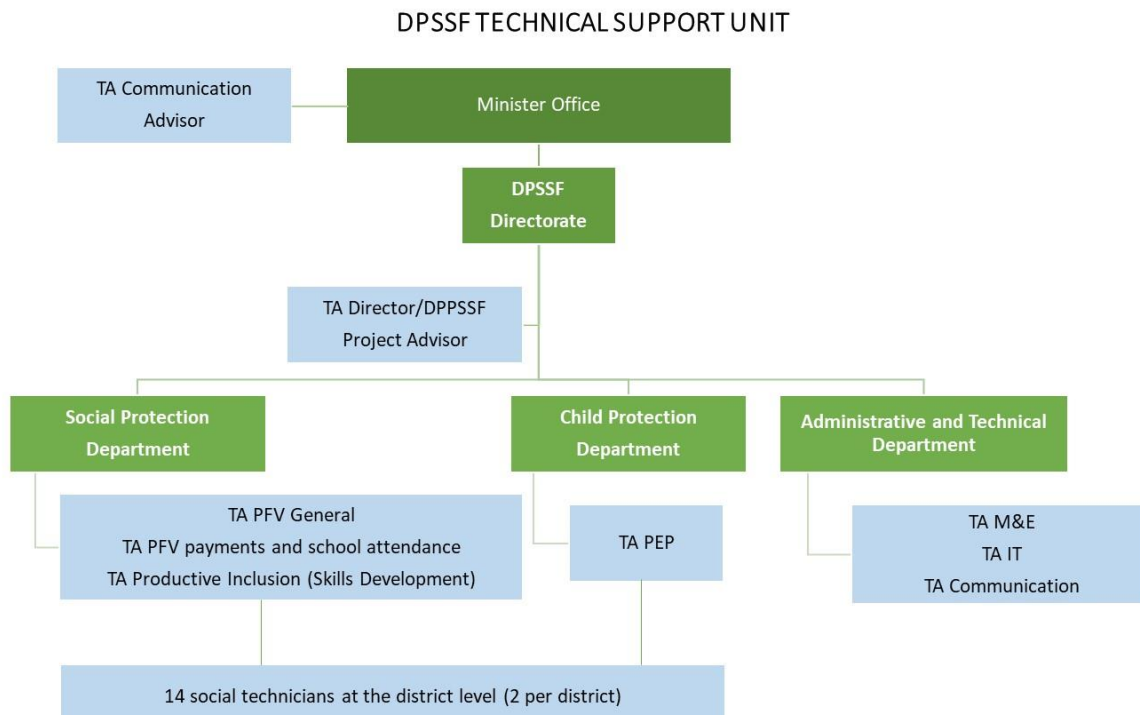 DPSSF TECHNICAL SUPPORT UNIT
TA Communication
Advisor
Minister Office
DPSSF
Directorate
TA Director/DPPSSF
Project Advisor
Social Protection
Department
Child Protection
Department
Administrative and Technical
Department
TA PFV General
TA PFV payments and school attendance
TA Productive Inclusion (Skills Development)
TA PEP
TA M&E
TA IT
TA Communication
14 social technicians at the district level (2 per district)